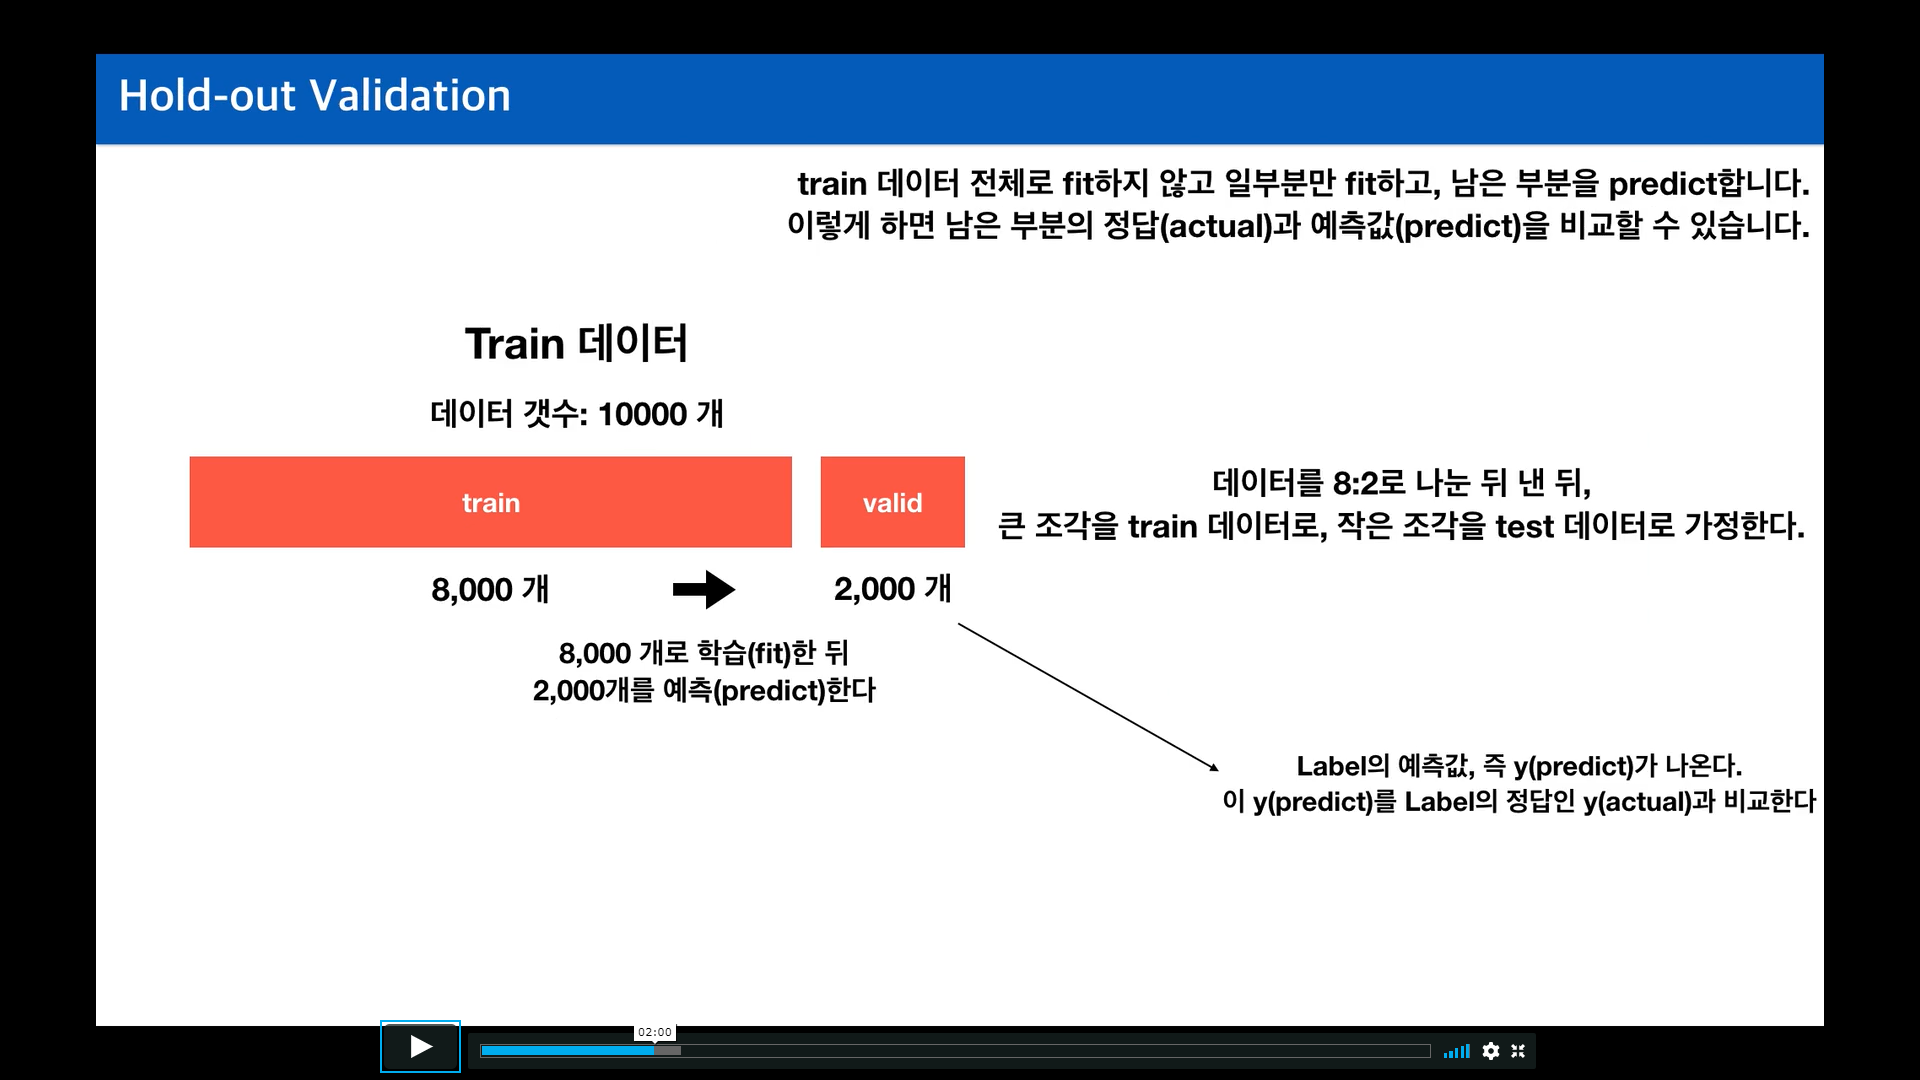 Hold-out Validation
train 데이터 전체로 fit하지 않고 일부분만 fit하고, 남은 부분을 predict합니다.
이렇게 하면 남은 부분의 정답(actual)과 예측값(predict)을 비교할 수 있습니다.
Train 데이터
데이터 갯수: 10000 개
train
valid
데이터를 8:2로 나눈 뒤 낸 뒤,
큰 조각을 train 데이터로, 작은 조각을 test 데이터로 가정한다.
8,000 개
2,000 개
8,000 개로 학습(fit)한 뒤
2,000개를 예측(predict)한다
Label의 예측값, 즉 y(predict)가 나온다.
이 y(predict)를 Label의 정답인 y(actual)과 비교한다
02:00